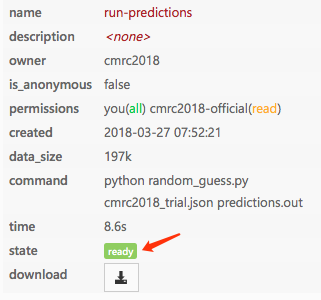 name run-predictions
description <none>
owner cmrc2018
is_anonymous false
permissions you(all) cmrc2018-official(read)
created 2018-03-27 07:52:21
data_size 197k
command python random_guess.py
cmrc2018_trial.json predictions.out
time 8.6s
state ready
download